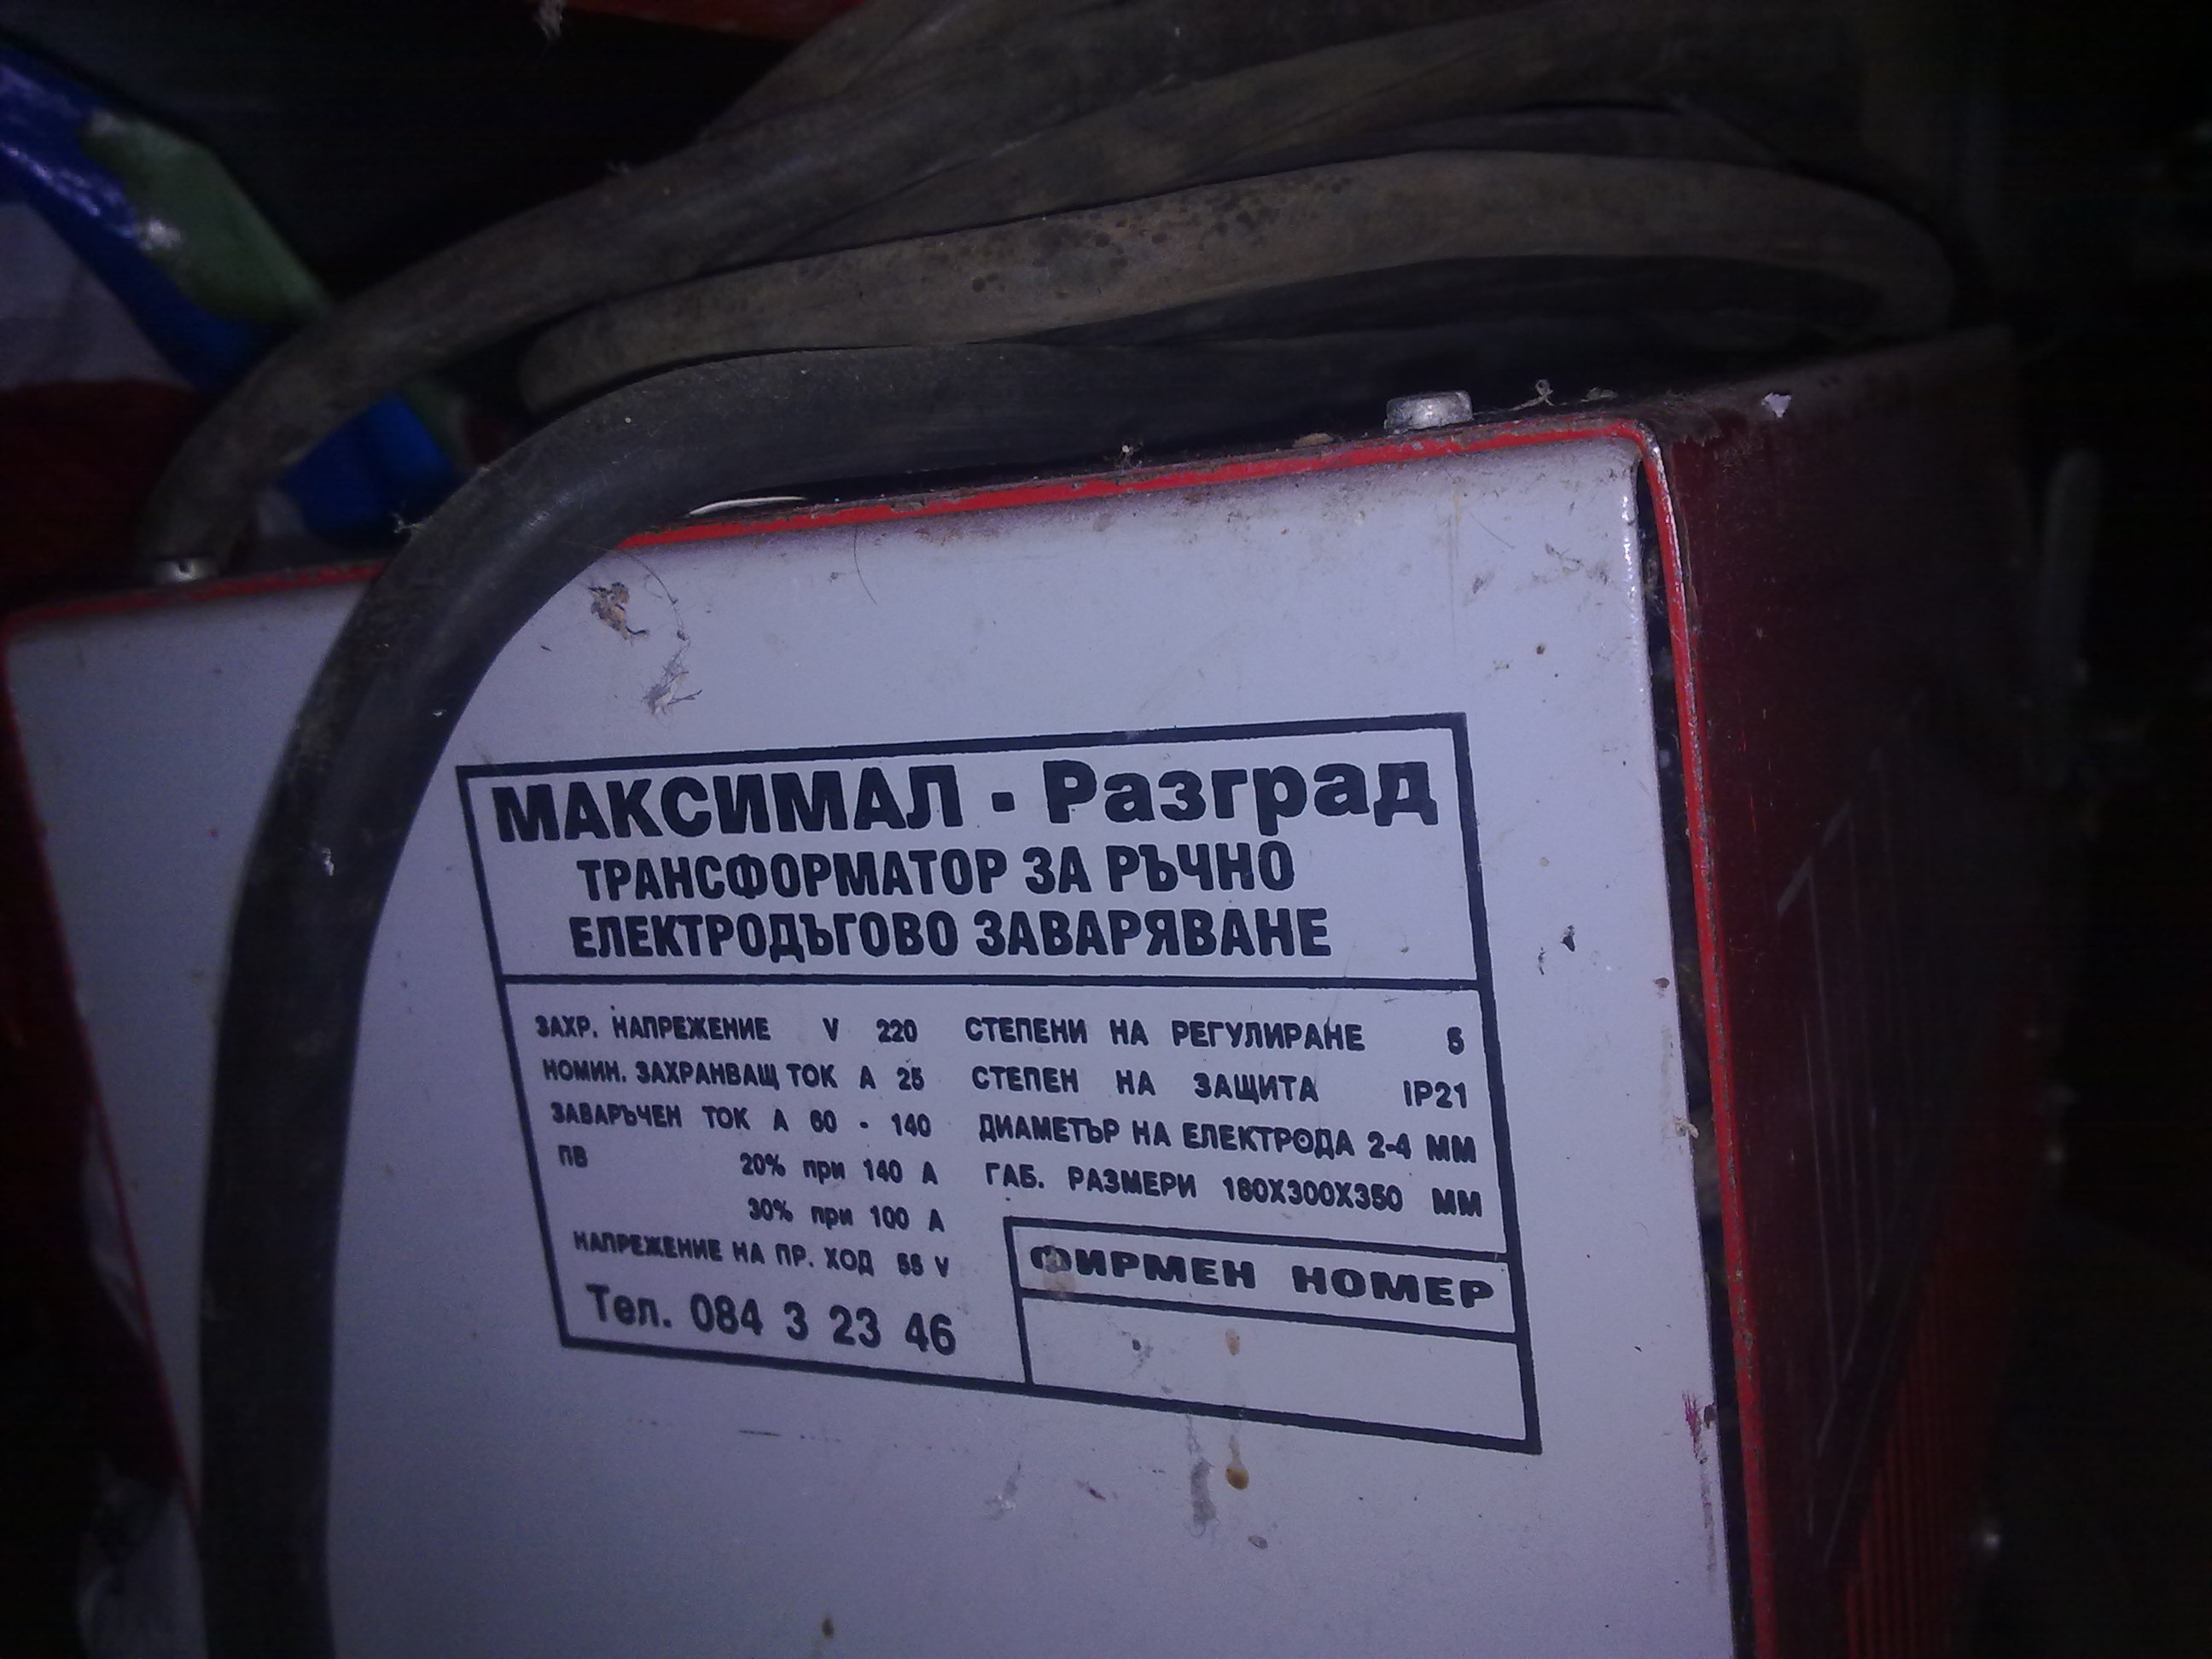 МАКСИМАЛ - Разград
ТРАНСФОРМАТОР ЗА РЪЧНО
ЕЛЕКТРОДЪГОВО ЗАВАРЯВАНЕ
ЗАХР. НАПРЕЖЕНИЕ V 220
НОМИН. ЗАХРАНВАЩ ТОК А 25
ЗАВАРЪЧЕН ТОК А 60 - 140
ПВ 20% при 140 А
30% при 100 А
НАПРЕЖЕНИЕ НА ПР. ХОД 55 V
Тел. 084 3 23 46
СТЕПЕНИ НА РЕГУЛИРАНЕ 5
СТЕПЕН НА ЗАЩИТА IP21
ДИАМЕТЪР НА ЕЛЕКТРОДА 2-4 ММ
ГАБ. РАЗМЕРИ 180X300X350 ММ
ФИРМЕН НОМЕР